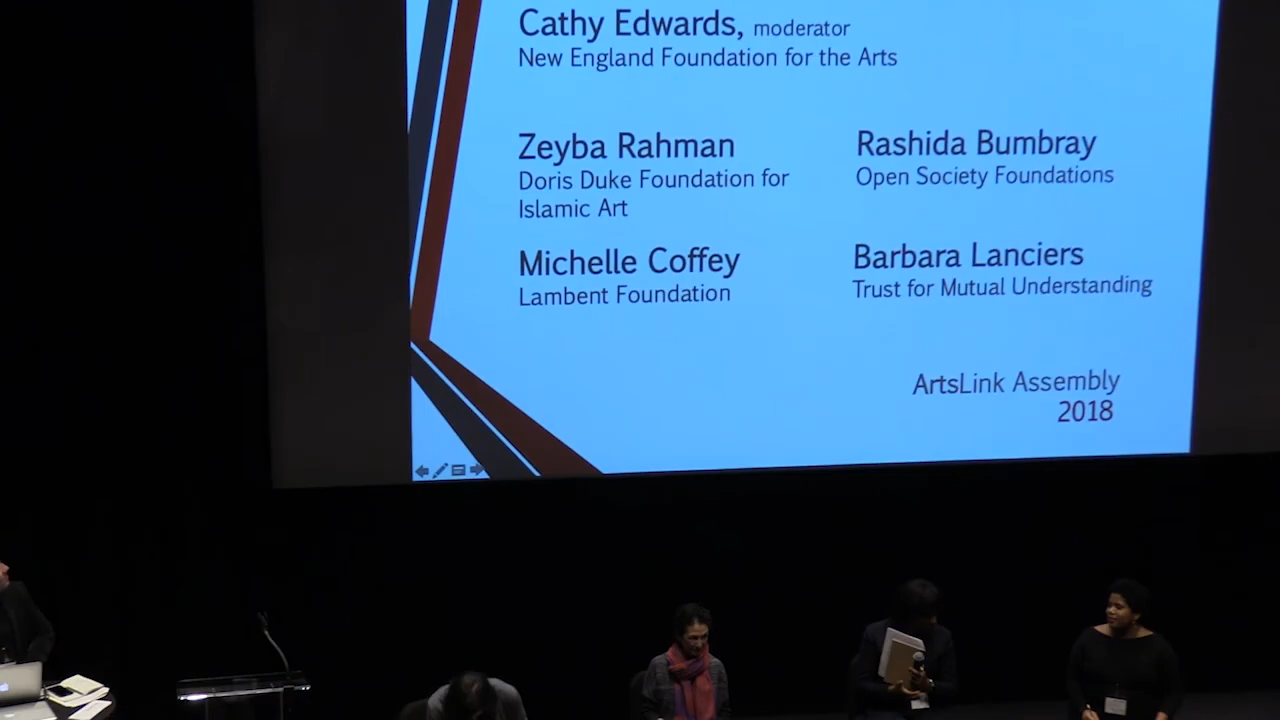 Cathy Edwards, moderator
New England Foundation for the Arts
Zeyba Rahman
Doris Duke Foundation for
Islamic Art
Rashida Bumbray
Open Society Foundations
Michelle Coffey
Lambent Foundation
Barbara Lanciers
Trust for Mutual Understanding
ArtsLink Assembly
2018